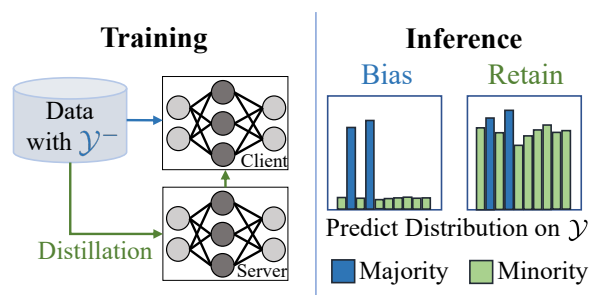 Training
Data
with 𝒴⁻
Client
Distillation
Server
Inference
Bias
Retain
Predict Distribution on 𝒴
Majority
Minority